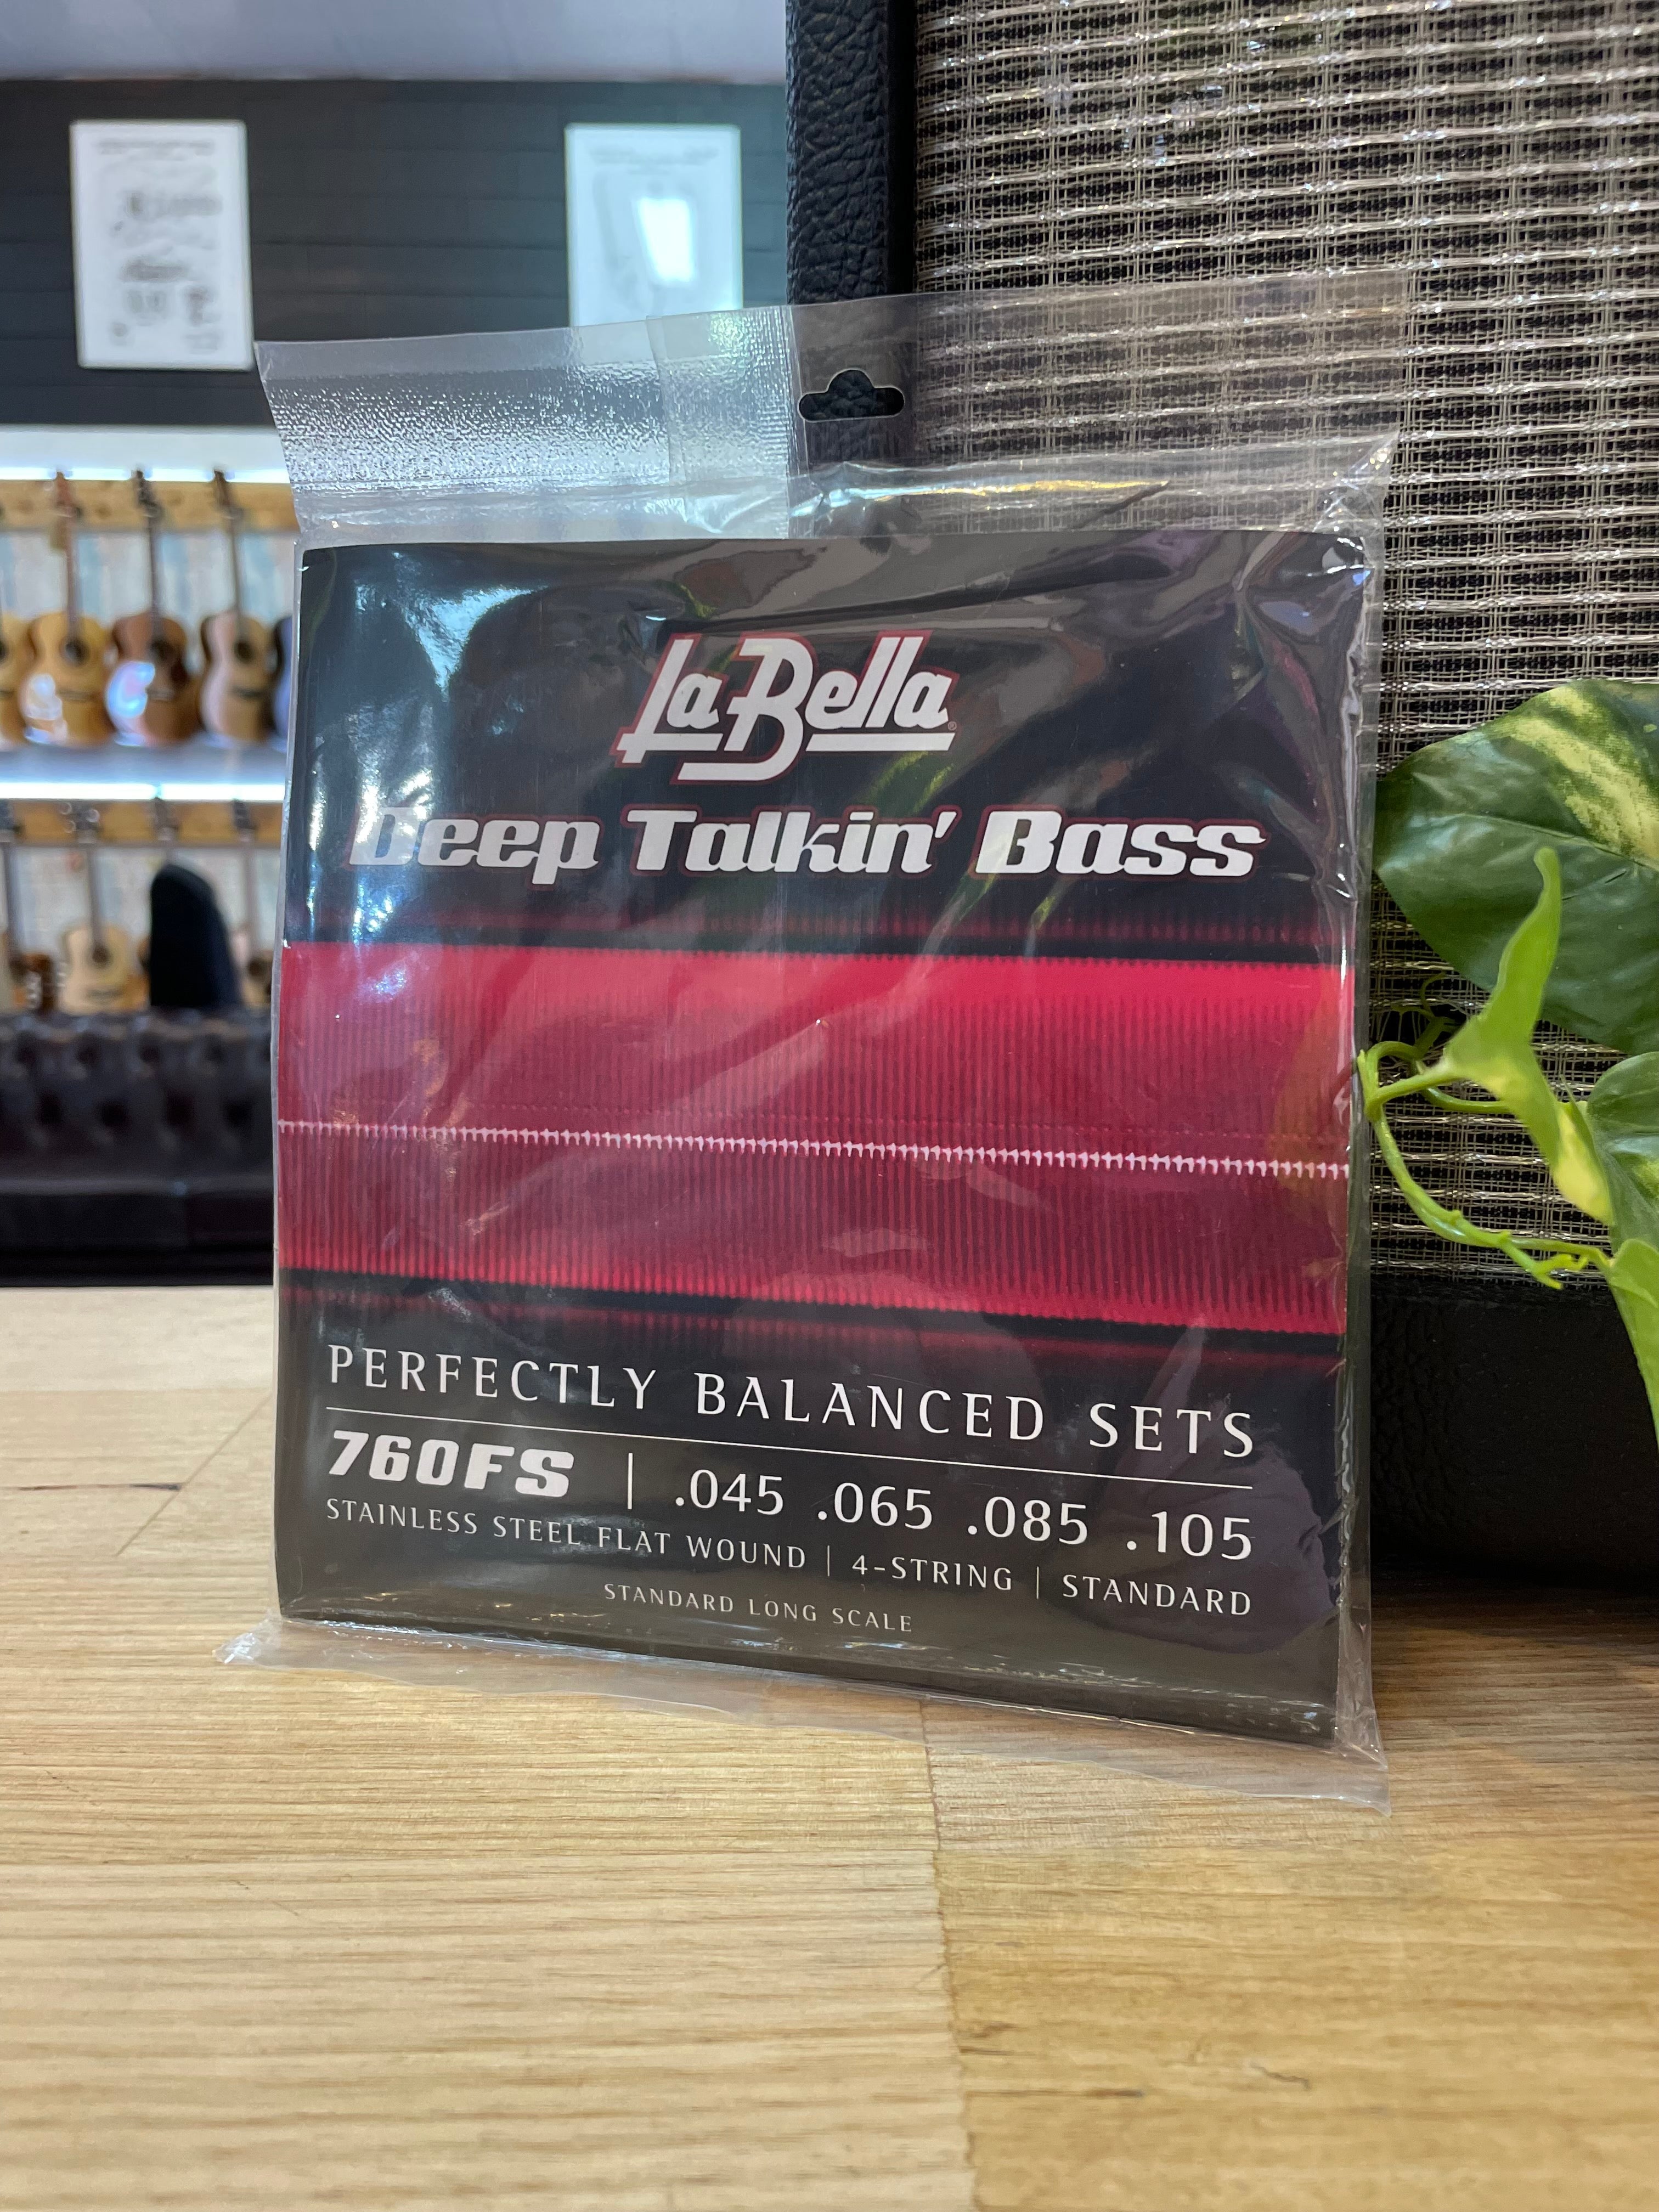 La Bella®
Deep Talkin' Bass
PERFECTLY BALANCED SETS
760FS | .045 .065 .085 .105
STAINLESS STEEL FLAT WOUND | 4-STRING | STANDARD
STANDARD LONG SCALE